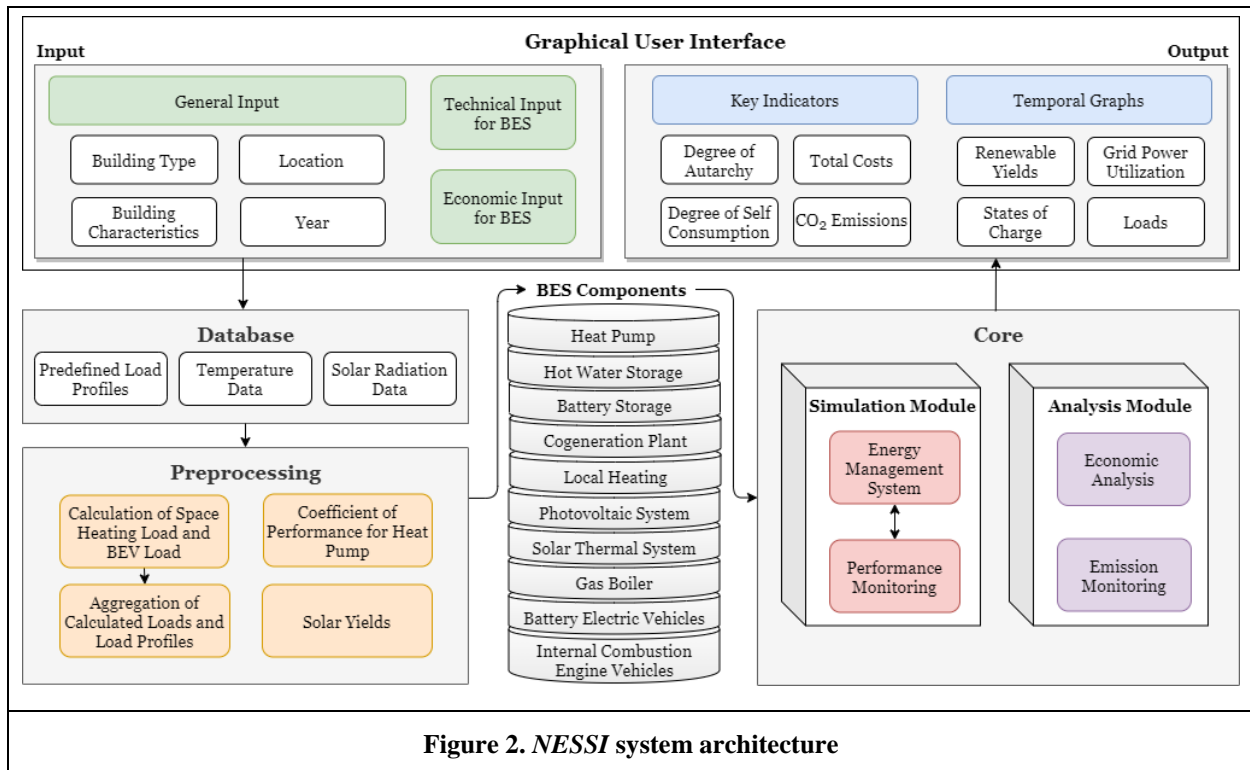 Graphical User Interface
Input
General Input
Building Type
Location
Building
Characteristics
Year
Technical Input
for BES
Economic Input
for BES
Output
Key Indicators
Degree of
Autarchy
Total Costs
Degree of Self
Consumption
CO₂ Emissions
Temporal Graphs
Renewable
Yields
Grid Power
Utilization
States of
Charge
Loads
Database
Predefined Load
Profiles
Temperature
Data
Solar Radiation
Data
Preprocessing
Calculation of Space
Heating Load and
BEV Load
Coefficient of
Performance for Heat
Pump
Aggregation of
Calculated Loads and
Load Profiles
Solar Yields
BES Components
Heat Pump
Hot Water Storage
Battery Storage
Cogeneration Plant
Local Heating
Photovoltaic System
Solar Thermal System
Gas Boiler
Battery Electric Vehicles
Internal Combustion
Engine Vehicles
Core
Simulation Module
Energy
Management
System
Performance
Monitoring
Analysis Module
Economic
Analysis
Emission
Monitoring
Figure 2. NESSI system architecture